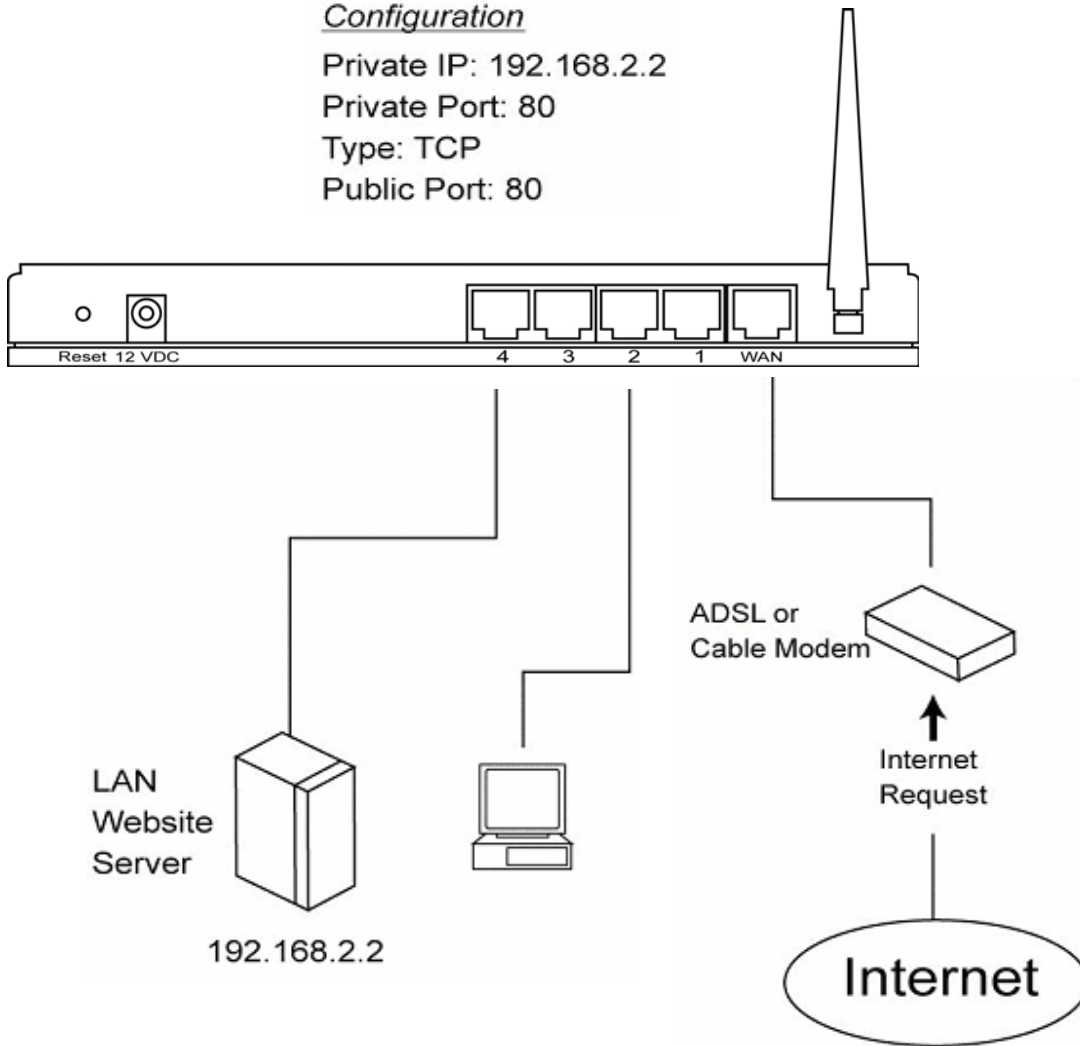 Configuration
Private IP: 192.168.2.2
Private Port: 80
Type: TCP
Public Port: 80
Reset 12 VDC 4 3 2 1 WAN
ADSL or
Cable Modem
Internet
Request
LAN
Website
Server
192.168.2.2
Internet